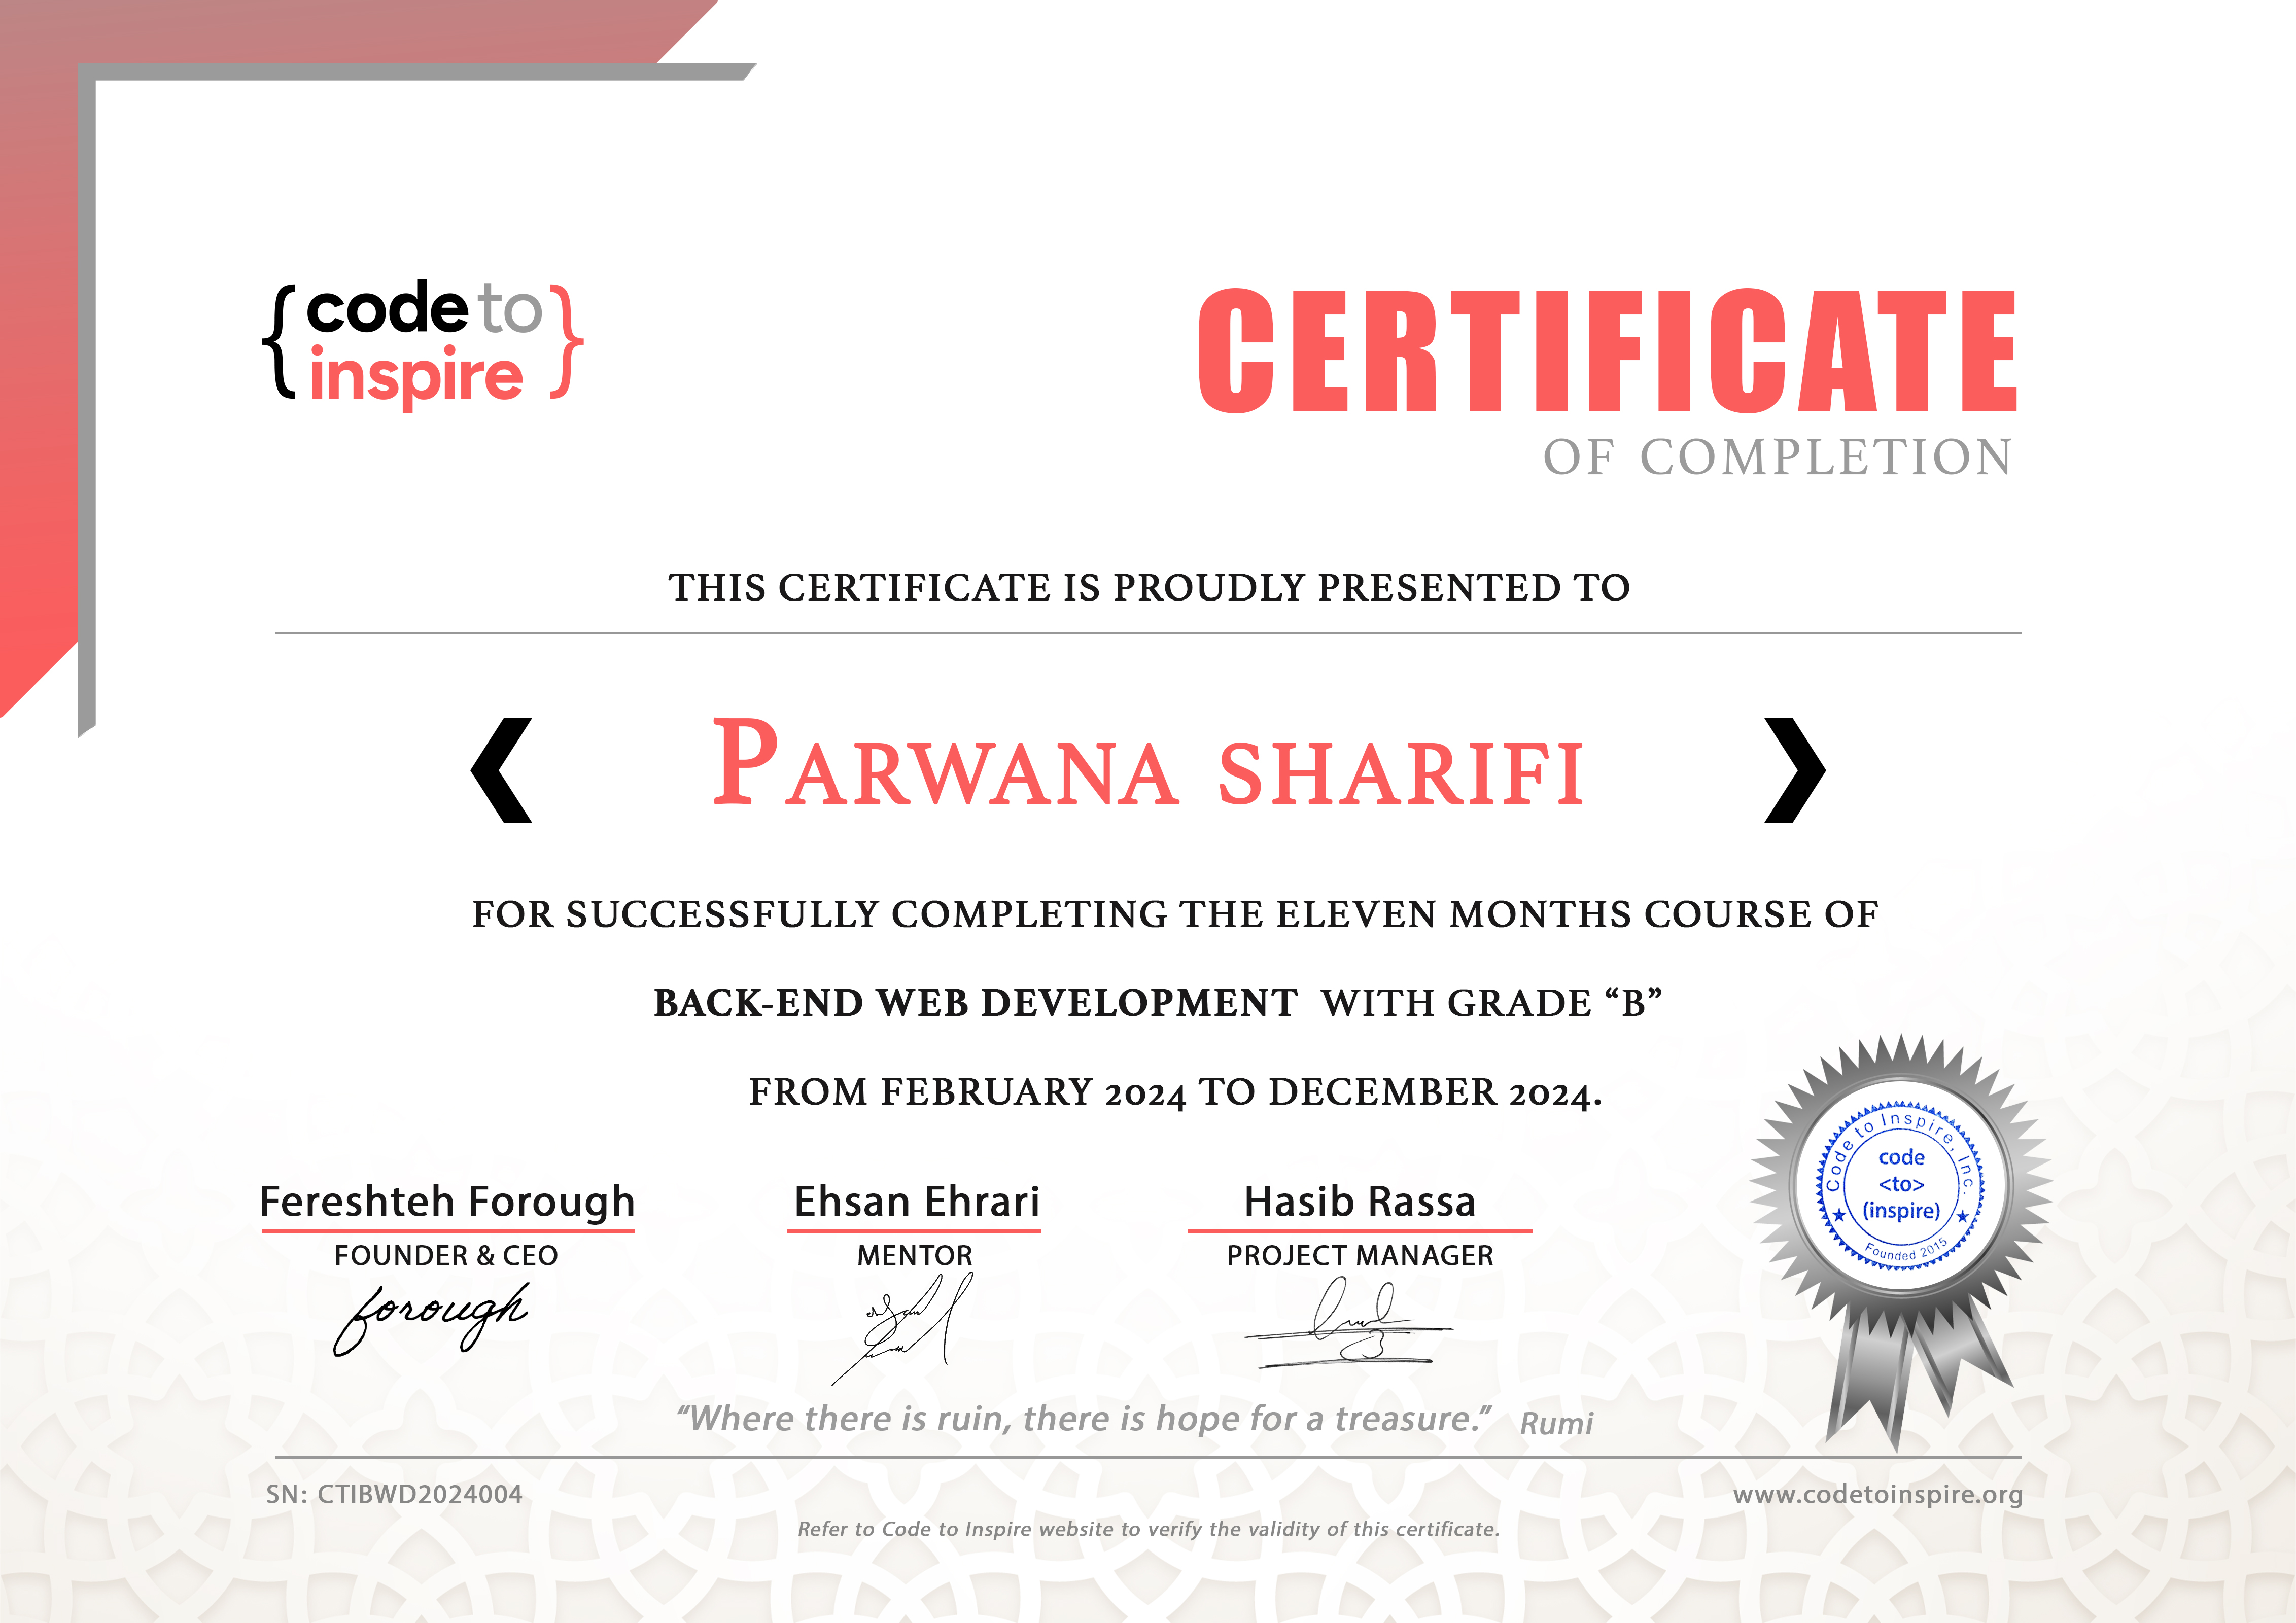 { code to
inspire }
CERTIFICATE
OF COMPLETION
THIS CERTIFICATE IS PROUDLY PRESENTED TO
❮ PARWANA SHARIFI ❯
FOR SUCCESSFULLY COMPLETING THE ELEVEN MONTHS COURSE OF
BACK-END WEB DEVELOPMENT WITH GRADE “B”
FROM FEBRUARY 2024 TO DECEMBER 2024.
Code to Inspire, Inc.
code
<to>
(inspire)
★ ★
Founded 2015
Fereshteh Forough
FOUNDER & CEO
forough
Ehsan Ehrari
MENTOR
Hasib Rassa
PROJECT MANAGER
“Where there is ruin, there is hope for a treasure.” Rumi
SN: CTIBWD2024004
www.codetoinspire.org
Refer to Code to Inspire website to verify the validity of this certificate.